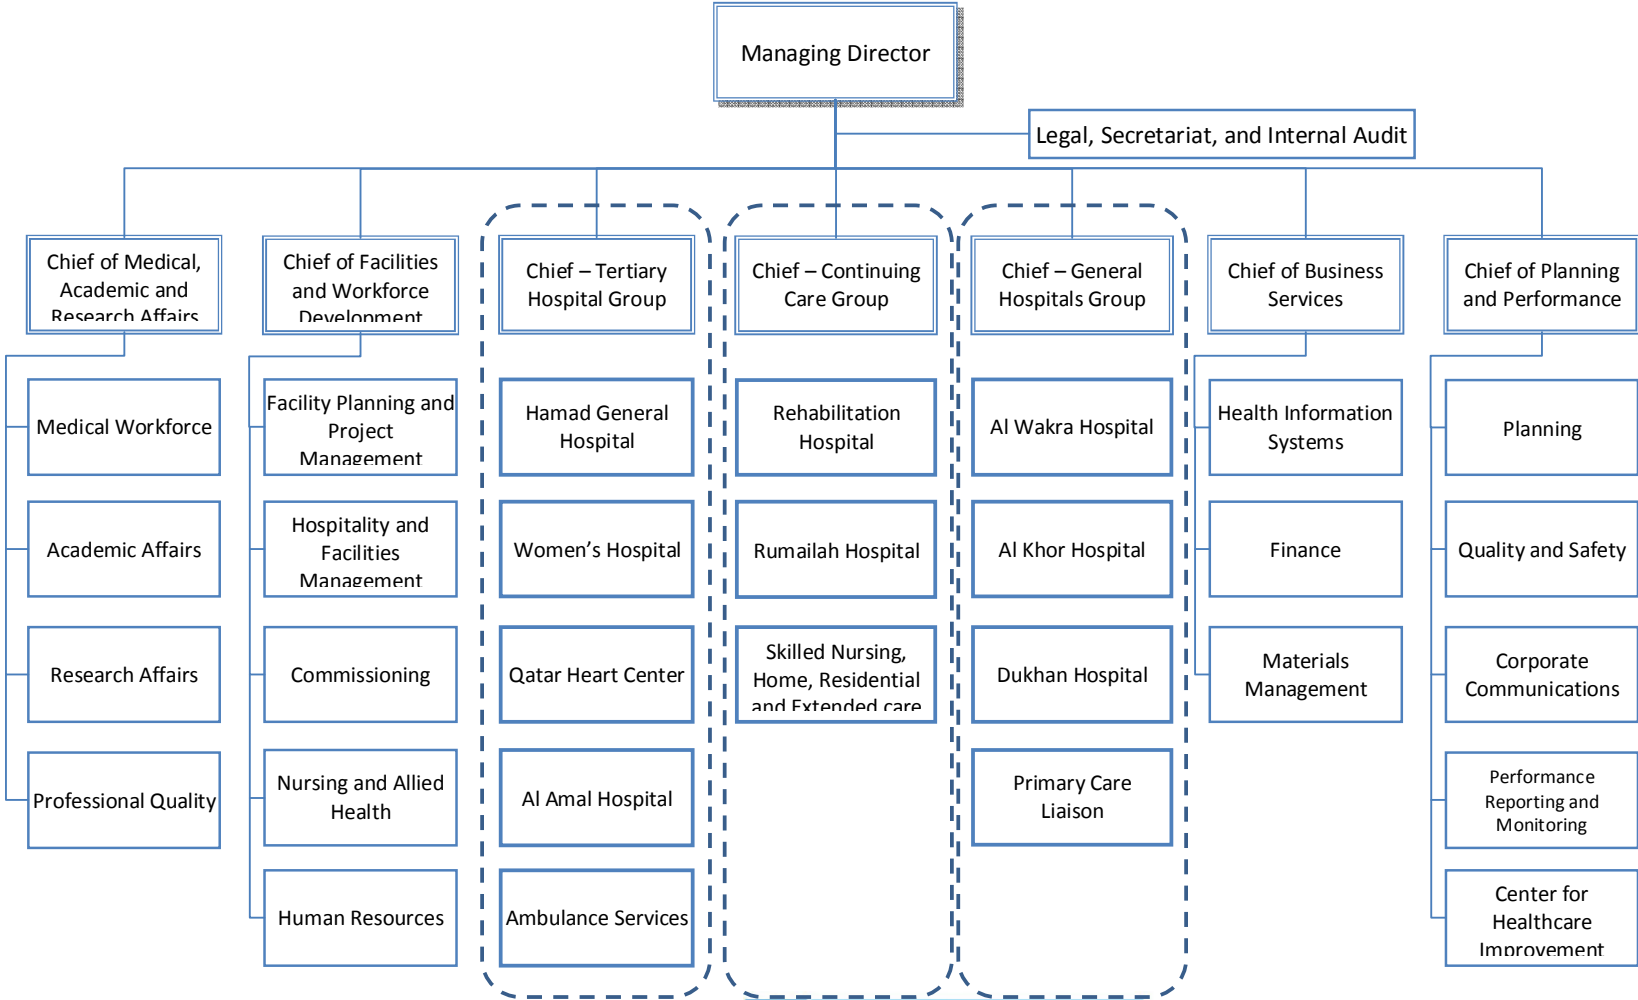 Managing Director
Legal, Secretariat, and Internal Audit
Chief of Medical,
Academic and
Research Affairs
Medical Workforce
Academic Affairs
Research Affairs
Professional Quality
Chief of Facilities
and Workforce
Development
Facility Planning and
Project
Management
Hospitality and
Facilities
Management
Commissioning
Nursing and Allied
Health
Human Resources
Chief – Tertiary
Hospital Group
Hamad General
Hospital
Women’s Hospital
Qatar Heart Center
Al Amal Hospital
Ambulance Services
Chief – Continuing
Care Group
Rehabilitation
Hospital
Rumailah Hospital
Skilled Nursing,
Home, Residential
and Extended care
Chief – General
Hospitals Group
Al Wakra Hospital
Al Khor Hospital
Dukhan Hospital
Primary Care
Liaison
Chief of Business
Services
Health Information
Systems
Finance
Materials
Management
Chief of Planning
and Performance
Planning
Quality and Safety
Corporate
Communications
Performance
Reporting and
Monitoring
Center for
Healthcare
Improvement